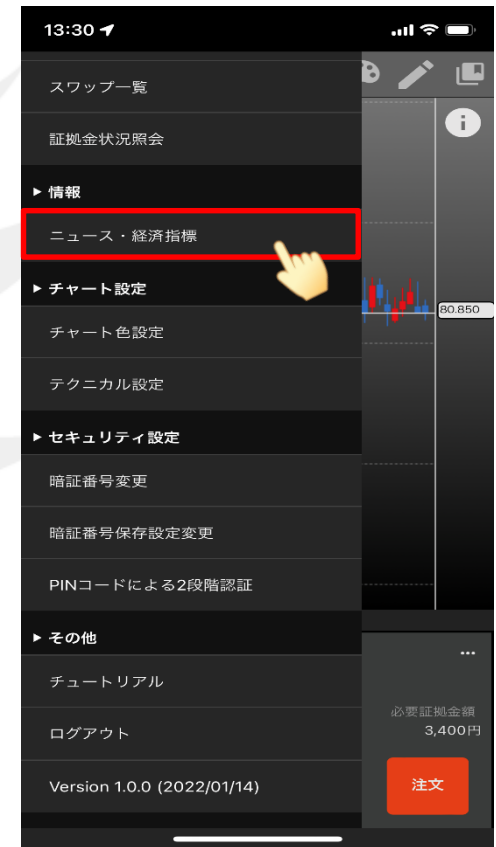 13:30
スワップ一覧
証拠金状況照会
▶ 情報
ニュース・経済指標
▶ チャート設定
80.850
チャート色設定
テクニカル設定
▶ セキュリティ設定
暗証番号変更
暗証番号保存設定変更
PINコードによる2段階認証
▶ その他
...
チュートリアル
必要証拠金額
3,400円
ログアウト
注文
Version 1.0.0 (2022/01/14)